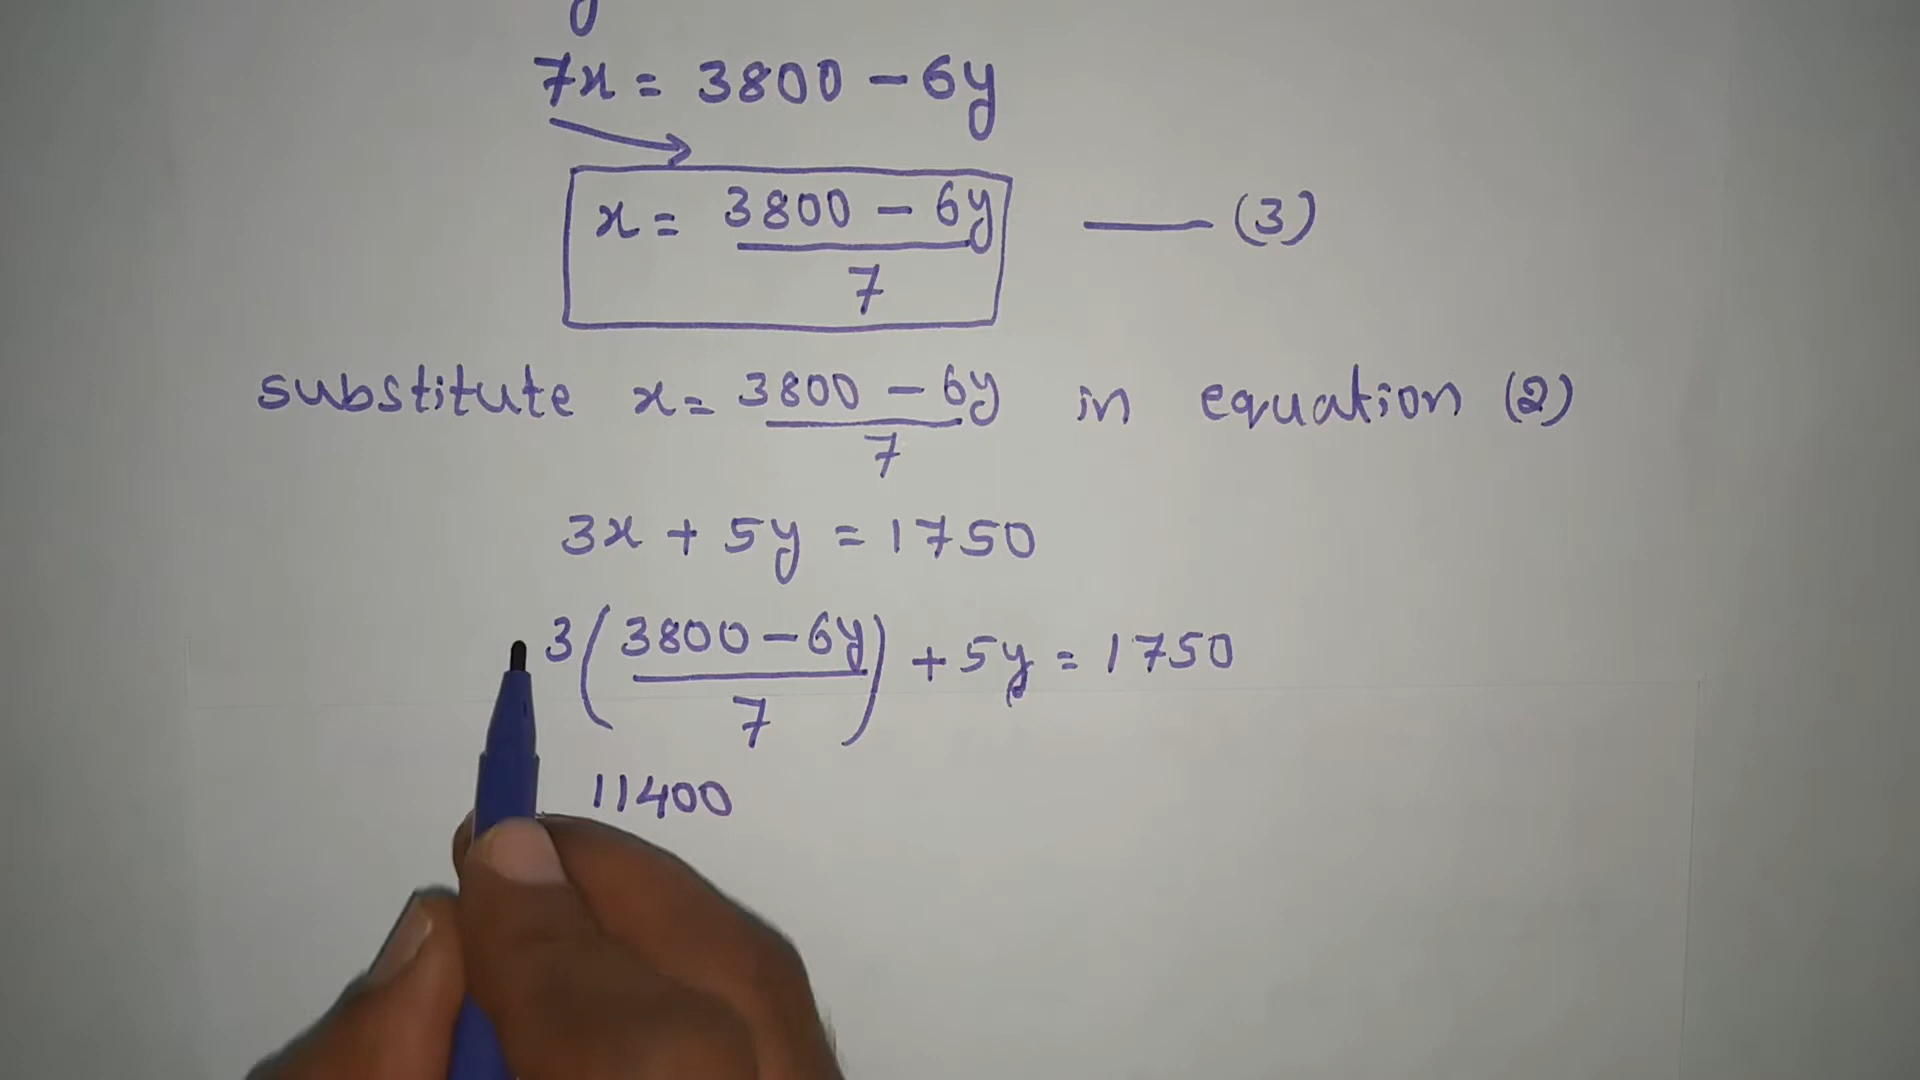 y
7x = 3800 - 6y
x = 3800 - 6y / 7 —— (3)
substitute x = 3800 - 6y / 7 in equation (2)
3x + 5y = 1750
3(3800 - 6y / 7) + 5y = 1750
11400